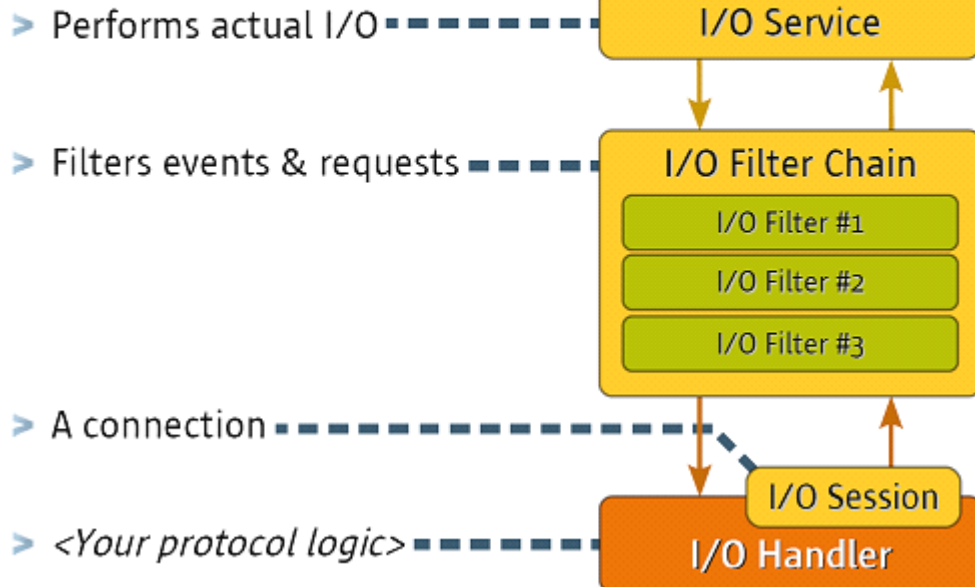 > Performs actual I/O
I/O Service
> Filters events & requests
I/O Filter Chain
I/O Filter #1
I/O Filter #2
I/O Filter #3
> A connection
I/O Session
> <Your protocol logic>
I/O Handler